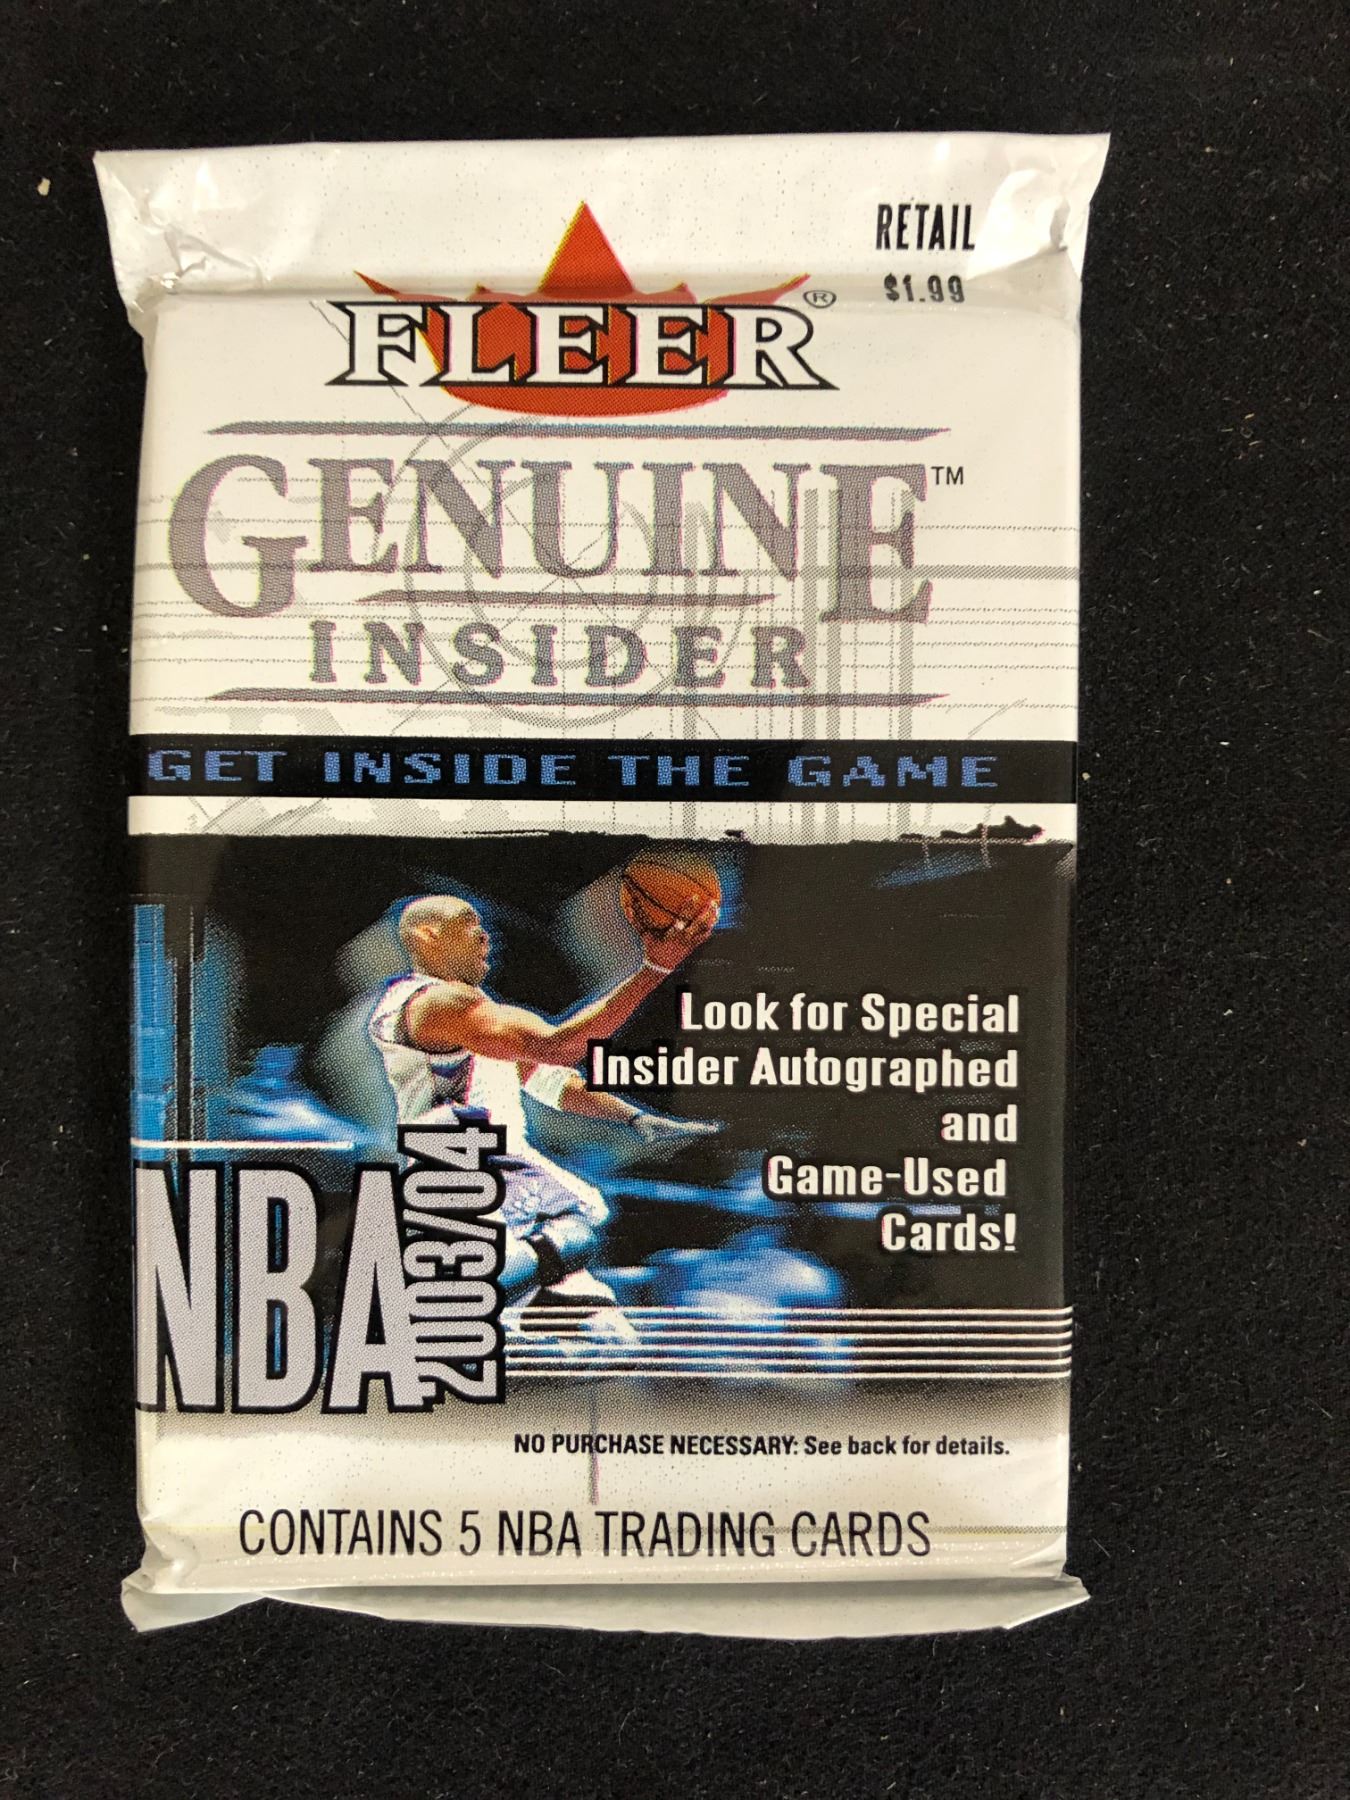 RETAIL
$1.99
FLEER®
GENUINE™
INSIDER
GET INSIDE THE GAME
Look for Special
Insider Autographed
and
Game-Used
Cards!
NBA
2003/04
NO PURCHASE NECESSARY: See back for details.
CONTAINS 5 NBA TRADING CARDS